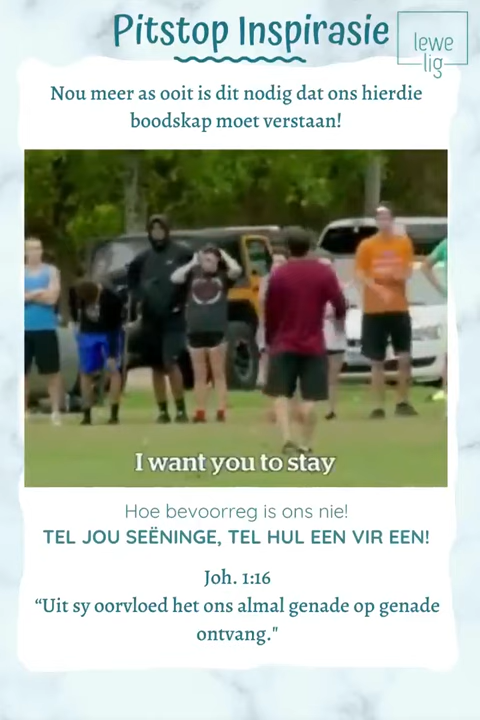 Pitstop Inspirasie
lewe
lig
Nou meer as ooit is dit nodig dat ons hierdie
boodskap moet verstaan!
I want you to stay
Hoe bevoorreg is ons nie!
TEL JOU SEËNINGE, TEL HUL EEN VIR EEN!
Joh. 1:16
“Uit sy oorvloed het ons almal genade op genade
ontvang."